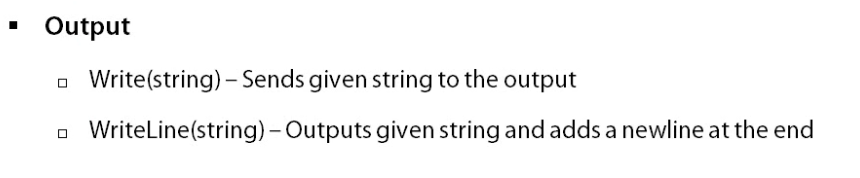 Output
Write(string) – Sends given string to the output
WriteLine(string) – Outputs given string and adds a newline at the end